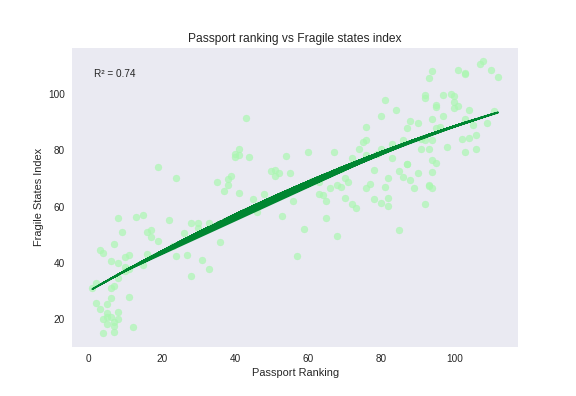 Passport ranking vs Fragile states index
R² = 0.74
Fragile States Index
100
80
60
40
20
0 20 40 60 80 100
Passport Ranking